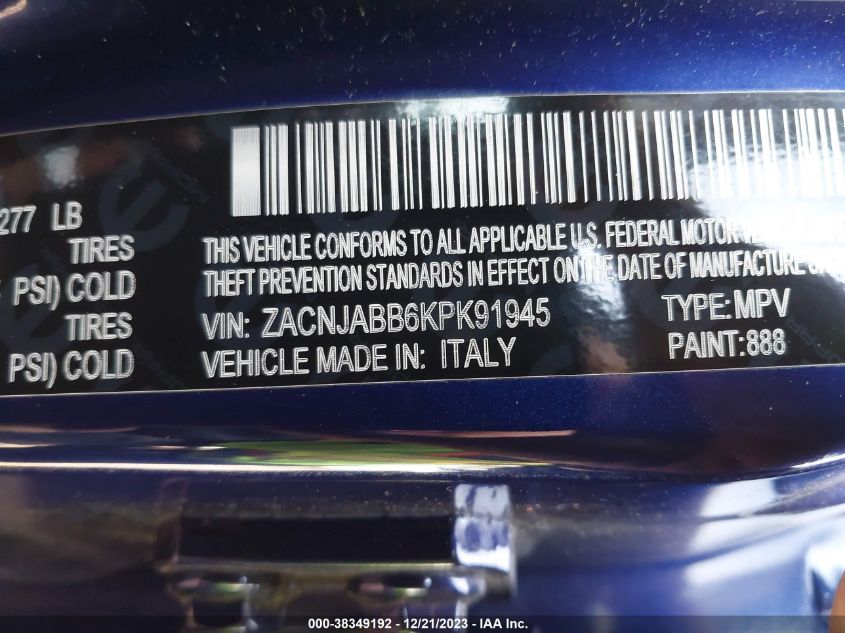 277 LB
TIRES
PSI) COLD
TIRES
PSI) COLD
THIS VEHICLE CONFORMS TO ALL APPLICABLE U.S. FEDERAL MOTOR
THEFT PREVENTION STANDARDS IN EFFECT ON THE DATE OF MANUFACTURE
VIN: ZACNJABB6KPK91945
TYPE:MPV
VEHICLE MADE IN: ITALY
PAINT:888
000-38349192 - 12/21/2023 - © IAA Inc.